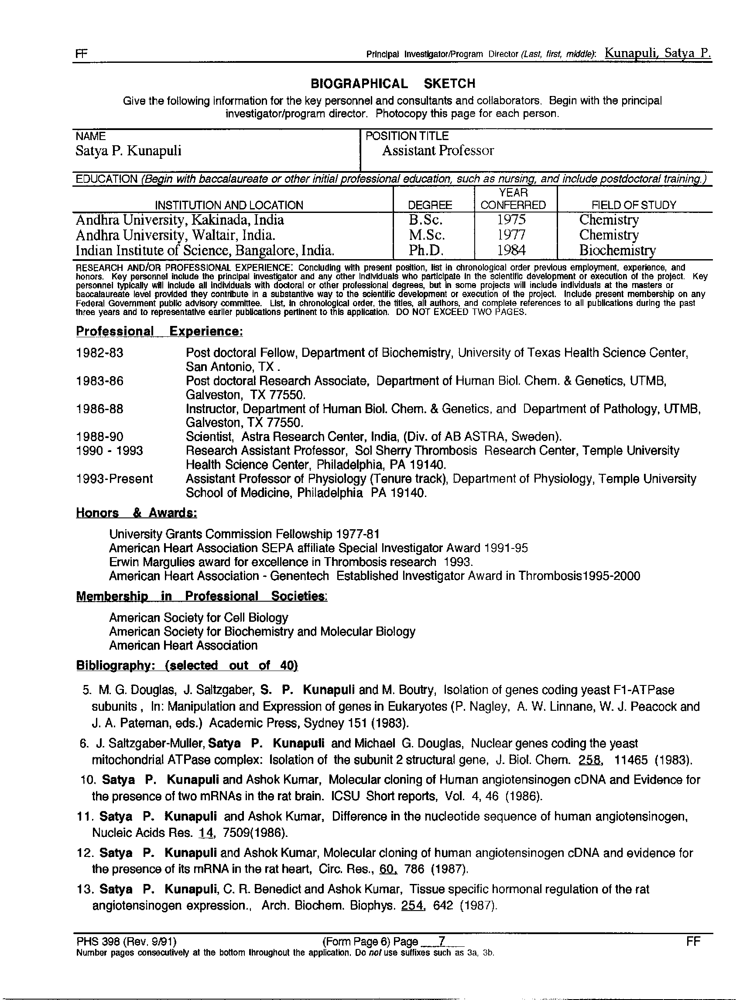 FF Principal Investigator/Program Director (Last, first, middle): Kunapuli, Satya P.
BIOGRAPHICAL SKETCH
Give the following information for the key personnel and consultants and collaborators. Begin with the principal
investigator/program director. Photocopy this page for each person.
NAME POSITION TITLE
Satya P. Kunapuli Assistant Professor
EDUCATION (Begin with baccalaureate or other initial professional education, such as nursing, and include postdoctoral training.)
INSTITUTION AND LOCATION DEGREE YEAR CONFERRED FIELD OF STUDY
Andhra University, Kakinada, India B.Sc. 1975 Chemistry
Andhra University, Waltair, India. M.Sc. 1977 Chemistry
Indian Institute of Science, Bangalore, India. Ph.D. 1984 Biochemistry
RESEARCH AND/OR PROFESSIONAL EXPERIENCE: Concluding with present position, list in chronological order previous employment, experience, and
honors. Key personnel include the principal investigator and any other individuals who participate in the scientific development or execution of the project. Key
personnel typically will include all individuals with doctoral or other professional degrees, but in some projects will include individuals at the masters or
baccalaureate level provided they contribute in a substantive way to the scientific development or execution of the project. Include present membership on any
Federal Government public advisory committee. List, in chronological order, the titles, all authors, and complete references to all publications during the past
three years and to representative earlier publications pertinent to this application. DO NOT EXCEED TWO PAGES.
Professional Experience:
1982-83 Post doctoral Fellow, Department of Biochemistry, University of Texas Health Science Center,
San Antonio, TX .
1983-86 Post doctoral Research Associate, Department of Human Biol. Chem. & Genetics, UTMB,
Galveston, TX 77550.
1986-88 Instructor, Department of Human Biol. Chem. & Genetics, and Department of Pathology, UTMB,
Galveston, TX 77550.
1988-90 Scientist, Astra Research Center, India, (Div. of AB ASTRA, Sweden).
1990 - 1993 Research Assistant Professor, Sol Sherry Thrombosis Research Center, Temple University
Health Science Center, Philadelphia, PA 19140.
1993-Present Assistant Professor of Physiology (Tenure track), Department of Physiology, Temple University
School of Medicine, Philadelphia PA 19140.
Honors & Awards:
University Grants Commission Fellowship 1977-81
American Heart Association SEPA affiliate Special Investigator Award 1991-95
Erwin Margulies award for excellence in Thrombosis research 1993.
American Heart Association - Genentech Established Investigator Award in Thrombosis1995-2000
Membership in Professional Societies:
American Society for Cell Biology
American Society for Biochemistry and Molecular Biology
American Heart Association
Bibliography: (selected out of 40)
5. M. G. Douglas, J. Saltzgaber, S. P. Kunapuli and M. Boutry, Isolation of genes coding yeast F1-ATPase
subunits , In: Manipulation and Expression of genes in Eukaryotes (P. Nagley, A. W. Linnane, W. J. Peacock and
J. A. Pateman, eds.) Academic Press, Sydney 151 (1983).
6. J. Saltzgaber-Muller, Satya P. Kunapuli and Michael G. Douglas, Nuclear genes coding the yeast
mitochondrial ATPase complex: Isolation of the subunit 2 structural gene, J. Biol. Chem. 258, 11465 (1983).
10. Satya P. Kunapuli and Ashok Kumar, Molecular cloning of Human angiotensinogen cDNA and Evidence for
the presence of two mRNAs in the rat brain. ICSU Short reports, Vol. 4, 46 (1986).
11. Satya P. Kunapuli and Ashok Kumar, Difference in the nucleotide sequence of human angiotensinogen,
Nucleic Acids Res. 14, 7509(1986).
12. Satya P. Kunapuli and Ashok Kumar, Molecular cloning of human angiotensinogen cDNA and evidence for
the presence of its mRNA in the rat heart, Circ. Res., 60, 786 (1987).
13. Satya P. Kunapuli, C. R. Benedict and Ashok Kumar, Tissue specific hormonal regulation of the rat
angiotensinogen expression., Arch. Biochem. Biophys. 254, 642 (1987).
PHS 398 (Rev. 9/91) (Form Page 6) Page 7 FF
Number pages consecutively at the bottom throughout the application. Do not use suffixes such as 3a, 3b.